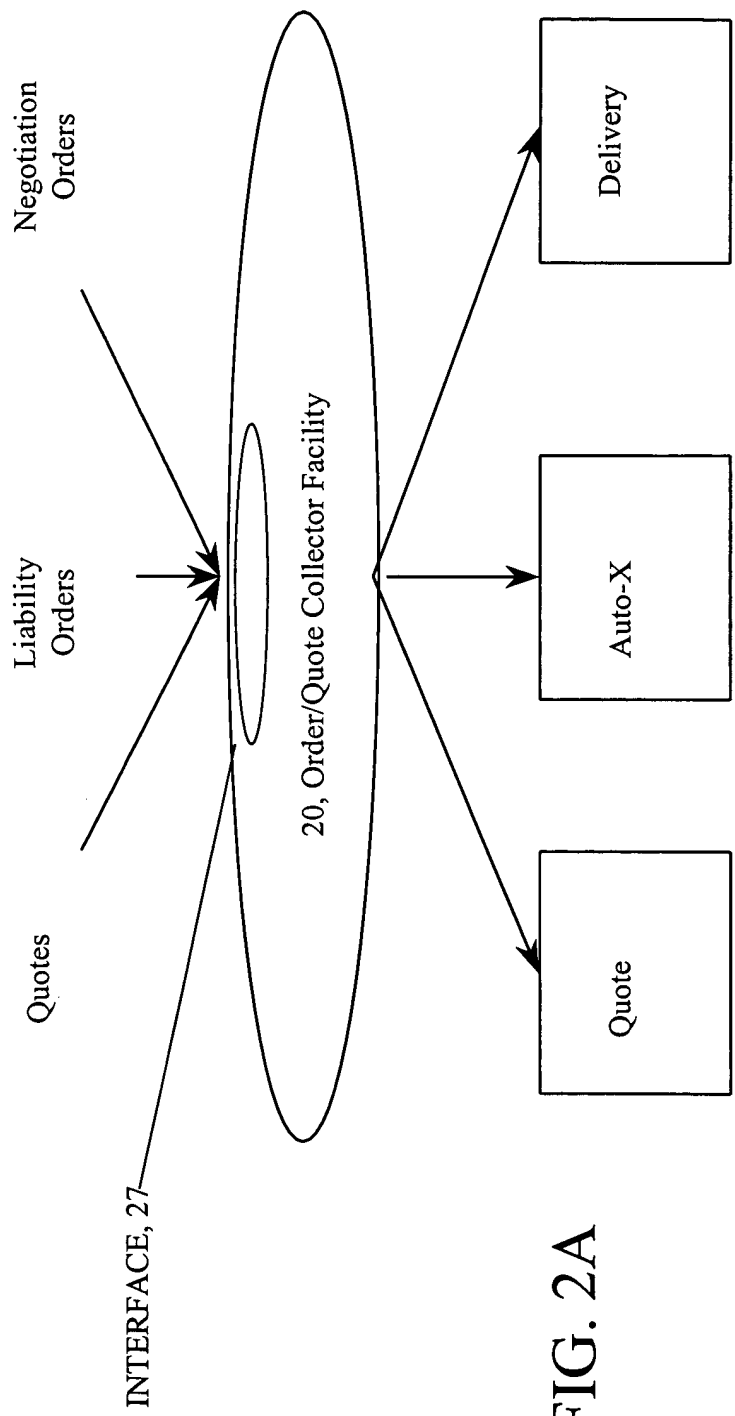 Quotes
Liability
Orders
Negotiation
Orders
INTERFACE, 27
20, Order/Quote Collector Facility
Quote
Auto-X
Delivery
FIG. 2A